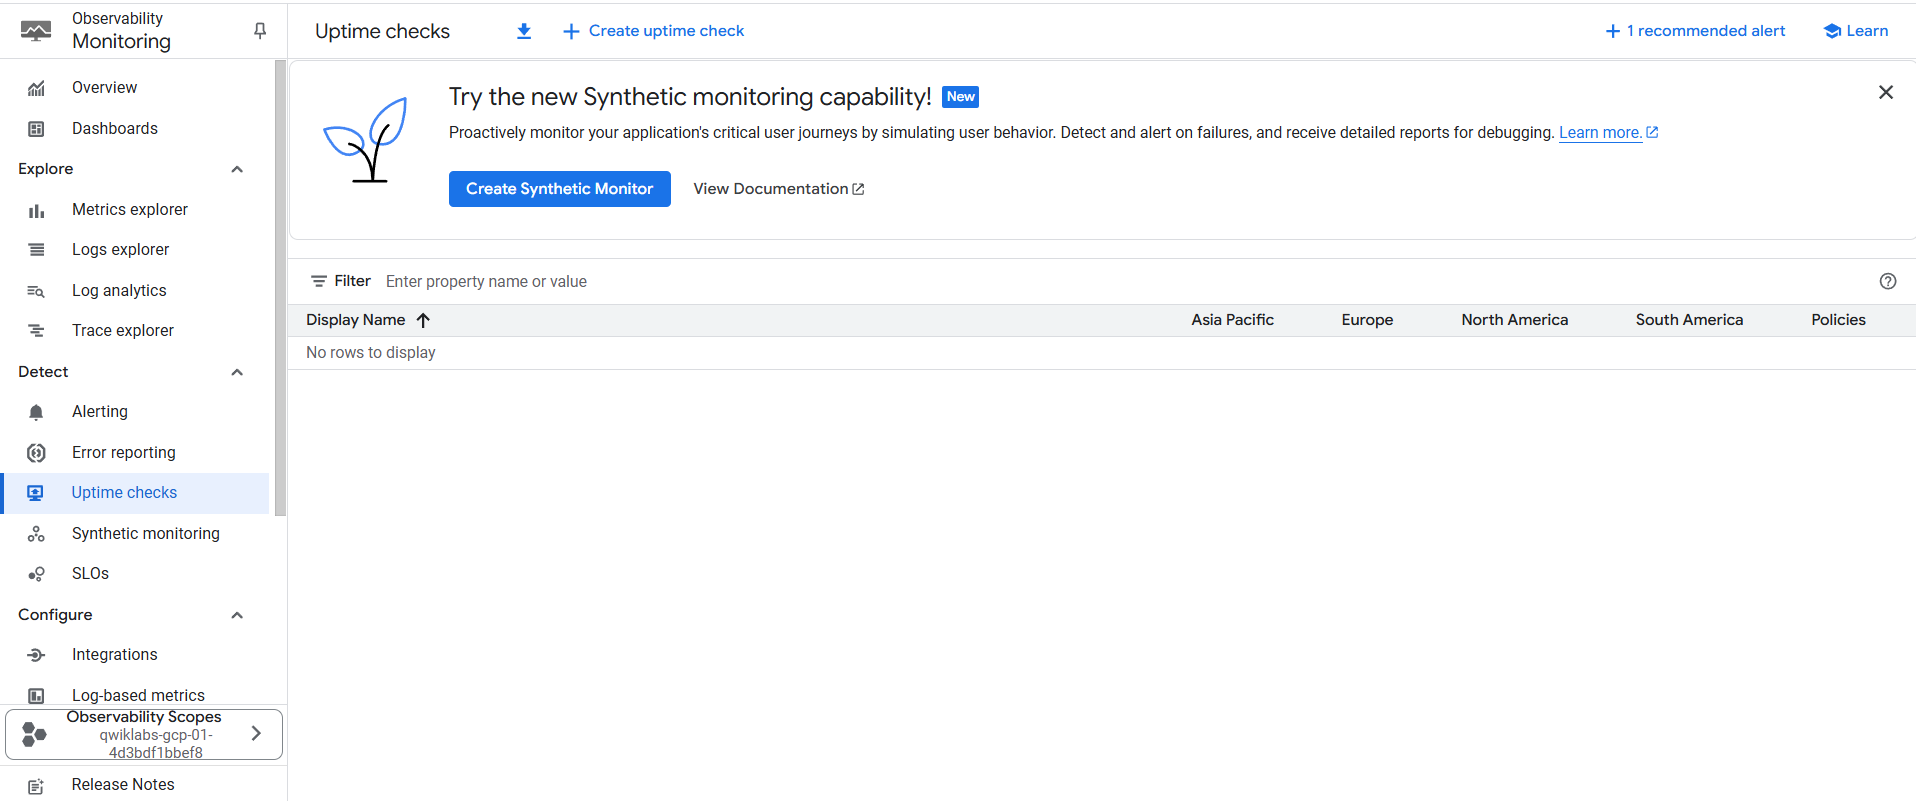 Observability
Monitoring
Uptime checks
Create uptime check
1 recommended alert
Learn
Overview
Dashboards
Explore
Metrics explorer
Logs explorer
Log analytics
Trace explorer
Detect
Alerting
Error reporting
Uptime checks
Synthetic monitoring
SLOs
Configure
Integrations
Log-based metrics
Observability Scopes
qwiklabs-gcp-01-
4d3bdf1bbef8
Release Notes
Try the new Synthetic monitoring capability! New
Proactively monitor your application's critical user journeys by simulating user behavior. Detect and alert on failures, and receive detailed reports for debugging. Learn more.
Create Synthetic Monitor View Documentation
Filter Enter property name or value
Display Name Asia Pacific Europe North America South America Policies
No rows to display